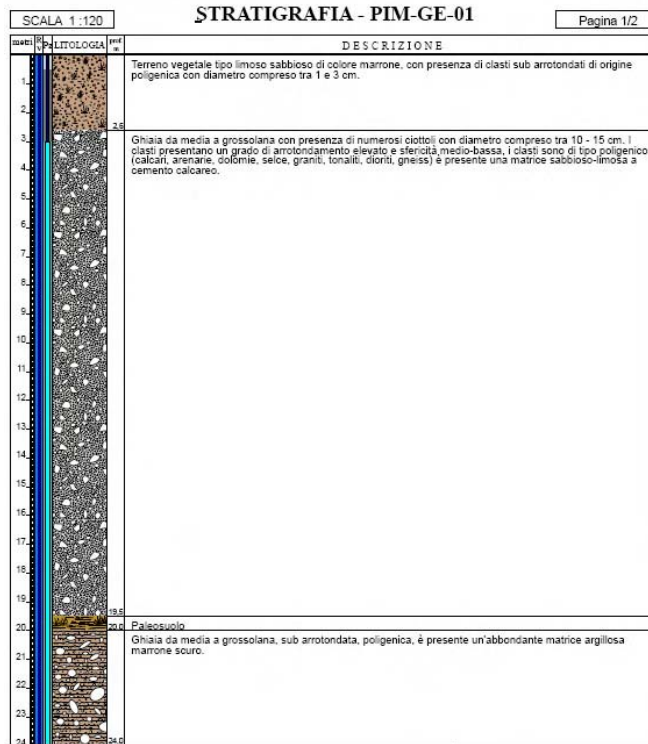 SCALA 1:120
STRATIGRAFIA - PIM-GE-01
Pagina 1/2
metri R v Pz LITOLOGIA prof. m DESCRIZIONE
Terreno vegetale tipo limoso sabbioso di colore marrone, con presenza di clasti sub arrotondati di origine
poligenica con diametro compreso tra 1 e 3 cm.
1
2
2.6
3
Ghiaia da media a grossolana con presenza di numerosi ciottoli con diametro compreso tra 10 - 15 cm. I
clasti presentano un grado di arrotondamento elevato e sfericità medio-bassa, i clasti sono di tipo poligenico
(calcari, arenarie, dolomie, selce, graniti, tonaliti, dioriti, gneiss) è presente una matrice sabbioso-limosa a
cemento calcareo.
4
5
6
7
8
9
10
11
12
13
14
15
16
17
18
19
19.5
20
20.0 Paleosuolo
Ghiaia da media a grossolana, sub arrotondata, poligenica, è presente un'abbondante matrice argillosa
marrone scuro.
21
22
23
24
24.0